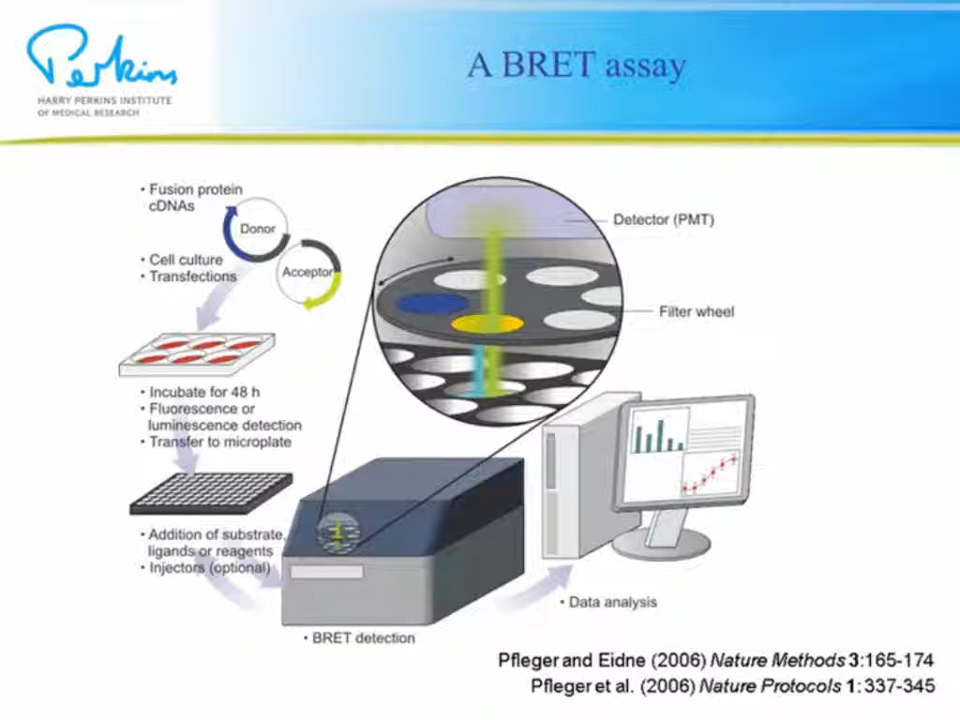 Perkins
HARRY PERKINS INSTITUTE
OF MEDICAL RESEARCH
A BRET assay
• Fusion protein
cDNAs
Donor
• Cell culture
• Transfections
Acceptor
• Incubate for 48 h
• Fluorescence or
luminescence detection
• Transfer to microplate
• Addition of substrate,
ligands or reagents
• Injectors (optional)
• BRET detection
Detector (PMT)
Filter wheel
• Data analysis
Pfleger and Eidne (2006) Nature Methods 3:165-174
Pfleger et al. (2006) Nature Protocols 1:337-345